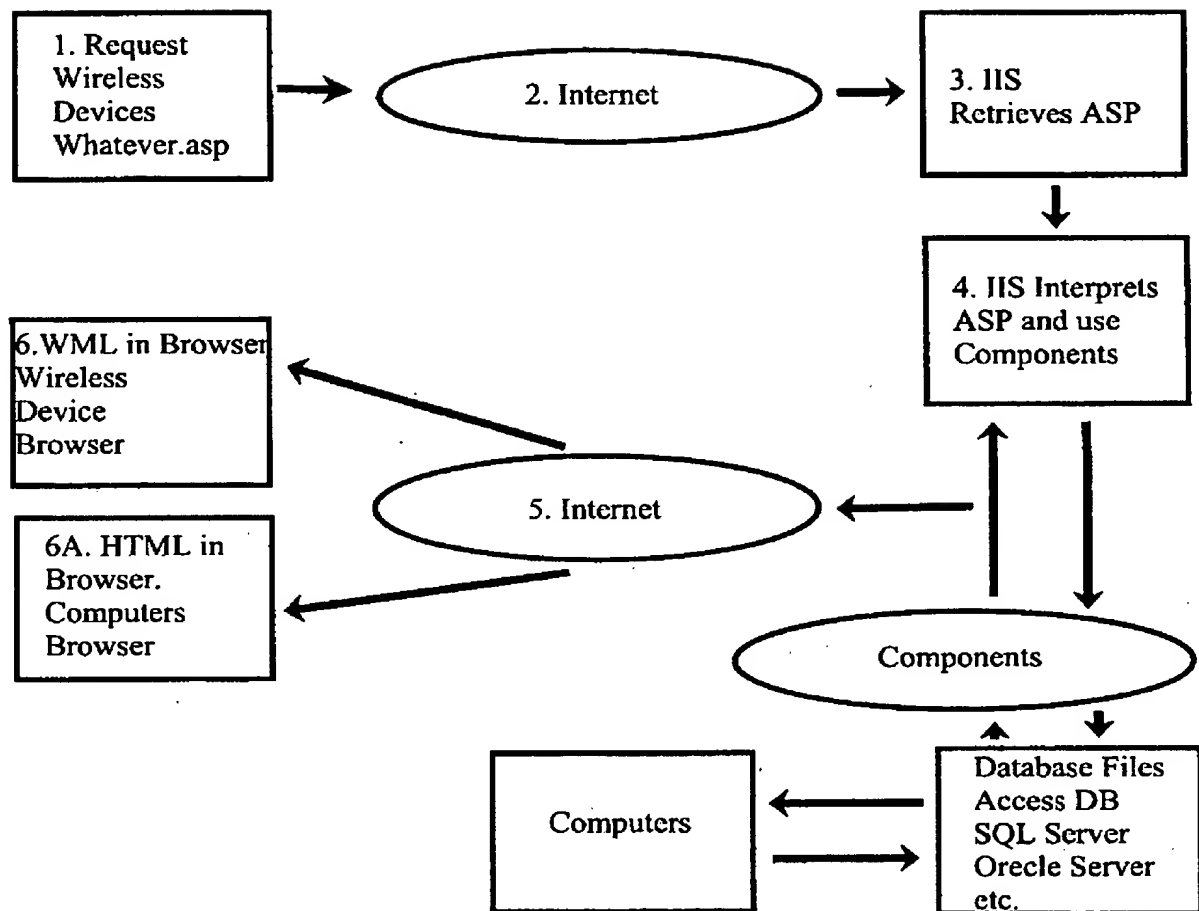 1. Request
Wireless
Devices
Whatever.asp
2. Internet
3. IIS
Retrieves ASP
4. IIS Interprets
ASP and use
Components
6.WML in Browser
Wireless
Device
Browser
5. Internet
6A. HTML in
Browser.
Computers
Browser
Components
Computers
Database Files
Access DB
SQL Server
Orecle Server
etc.